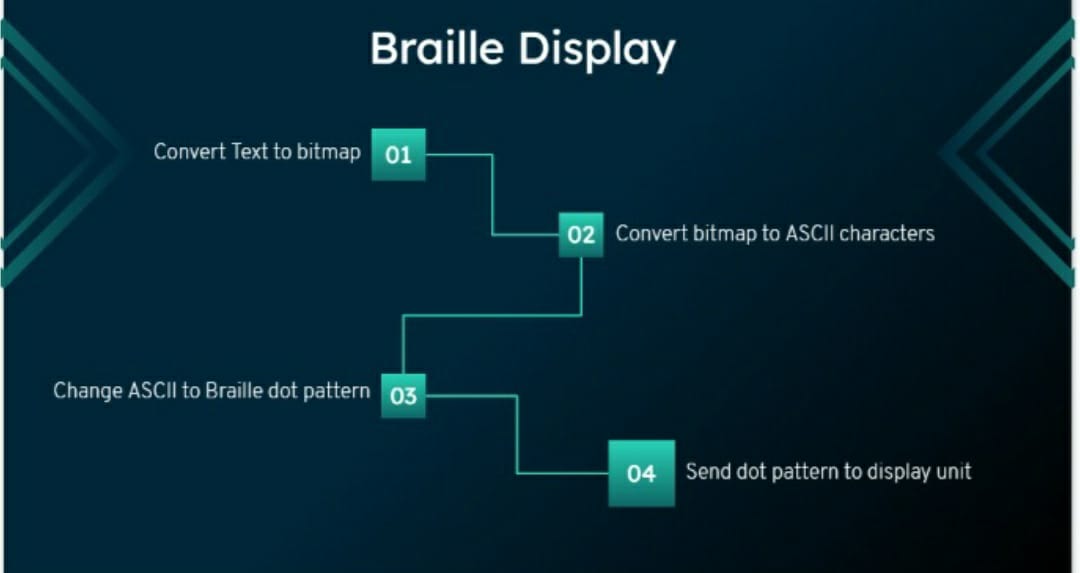 Braille Display
Convert Text to bitmap
01
02
Convert bitmap to ASCII characters
Change ASCII to Braille dot pattern
03
04
Send dot pattern to display unit